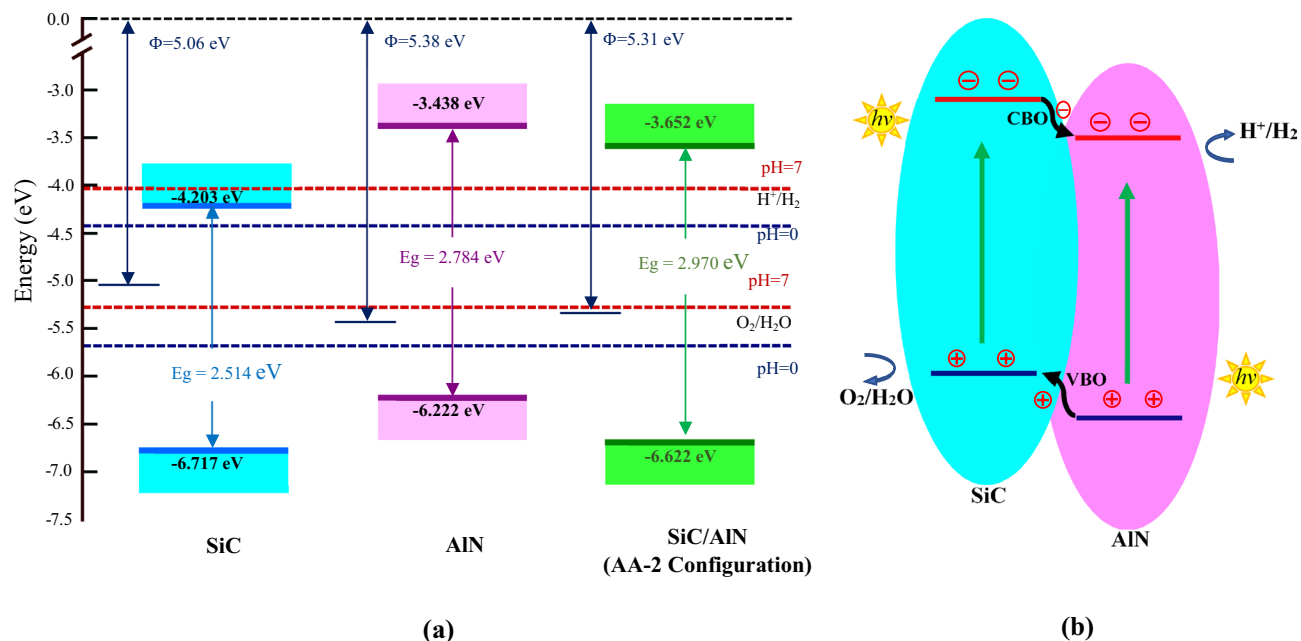 0.0
Φ=5.06 eV
Φ=5.38 eV
Φ=5.31 eV
-3.0
-3.5
-4.0
-4.5
-5.0
-5.5
-6.0
-6.5
-7.0
-7.5
Energy (eV)
-3.438 eV
-3.652 eV
-4.203 eV
pH=7
H⁺/H₂
pH=0
Eg = 2.784 eV
Eg = 2.970 eV
pH=7
O₂/H₂O
pH=0
Eg = 2.514 eV
-6.222 eV
-6.717 eV
-6.622 eV
SiC
AlN
SiC/AlN
(AA-2 Configuration)
(a)
hv
CBO
H⁺/H₂
O₂/H₂O
VBO
hv
SiC
AlN
(b)